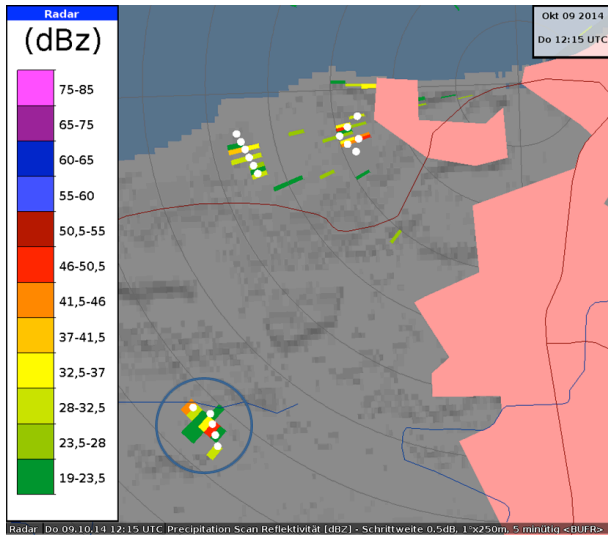 Radar
(dBz)
75-85
65-75
60-65
55-60
50,5-55
46-50,5
41,5-46
37-41,5
32,5-37
28-32,5
23,5-28
19-23,5
Okt 09 2014
Do 12:15 UTC
Radar Do 09.10.14 12:15 UTC Precipitation Scan Reflektivität [dBZ] - Schrittweite 0.5dB, 1°x250m, 5 minütig <BUFR>